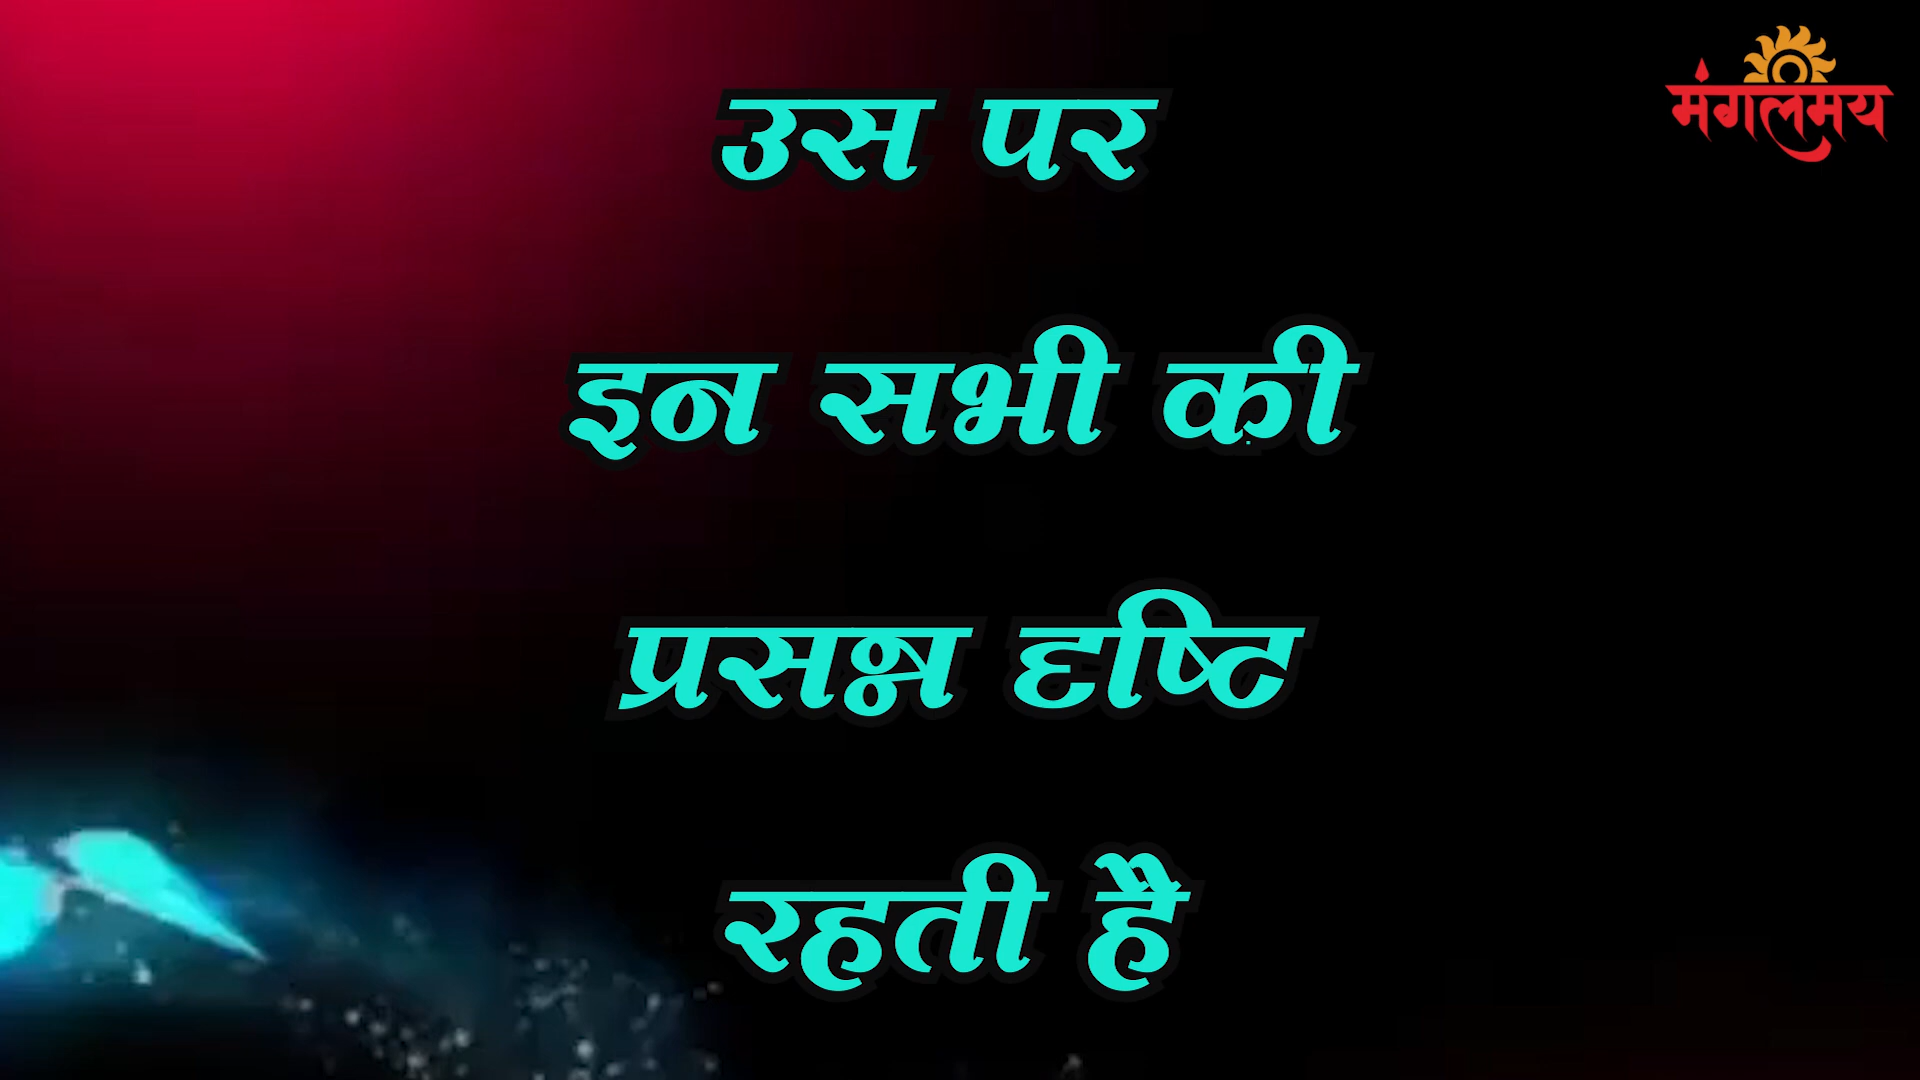 मंगलमय
उस पर
इन सभी की
प्रसन्न दृष्टि
रहती है